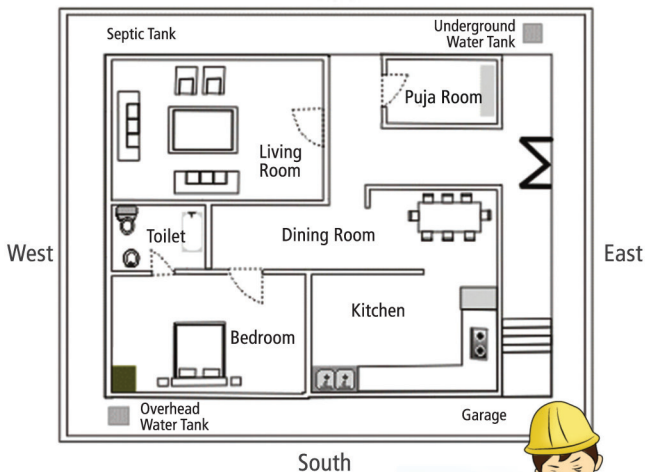 Septic Tank
Underground
Water Tank
Puja Room
Living
Room
West
Toilet
Dining Room
East
Kitchen
Bedroom
Overhead
Water Tank
Garage
South